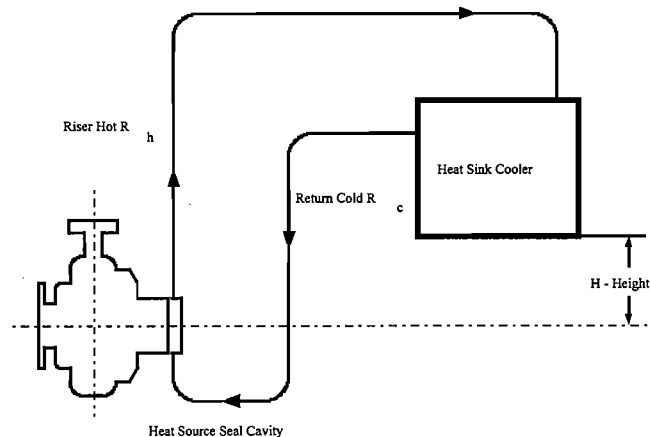 Riser Hot R
h
Heat Sink Cooler
Return Cold R
c
H - Height
Heat Source Seal Cavity